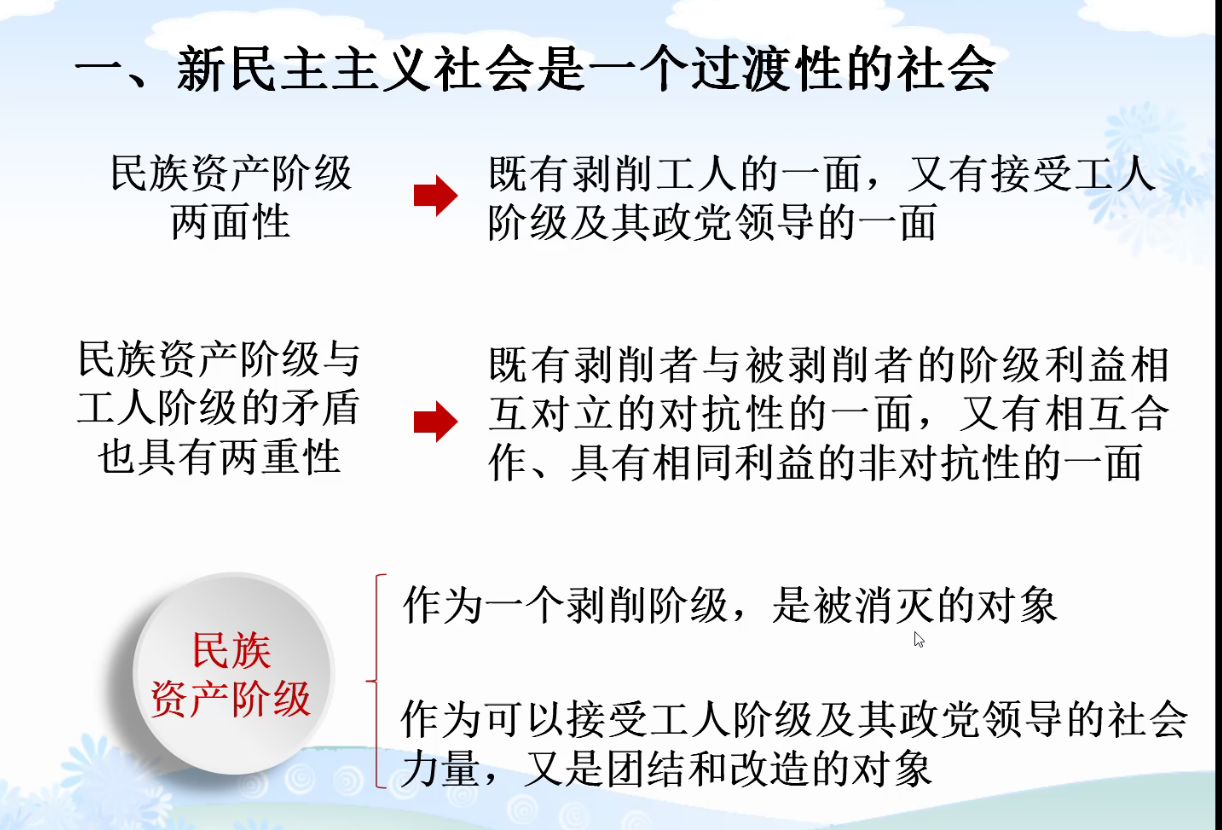 一、新民主主义社会是一个过渡性的社会
民族资产阶级
两面性
既有剥削工人的一面，又有接受工人
阶级及其政党领导的一面
民族资产阶级与
工人阶级的矛盾
也具有两重性
既有剥削者与被剥削者的阶级利益相
互对立的对抗性的一面，又有相互合
作、具有相同利益的非对抗性的一面
民族
资产阶级
作为一个剥削阶级，是被消灭的对象
作为可以接受工人阶级及其政党领导的社会
力量，又是团结和改造的对象